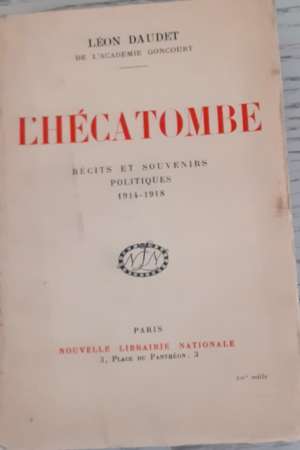 LÉON DAUDET
DE L'ACADÉMIE GONCOURT
L'HÉCATOMBE
RÉCITS ET SOUVENIRS
POLITIQUES
1914-1918
PARIS
NOUVELLE LIBRAIRIE NATIONALE
3, PLACE DU PANTHÉON, 3
mille